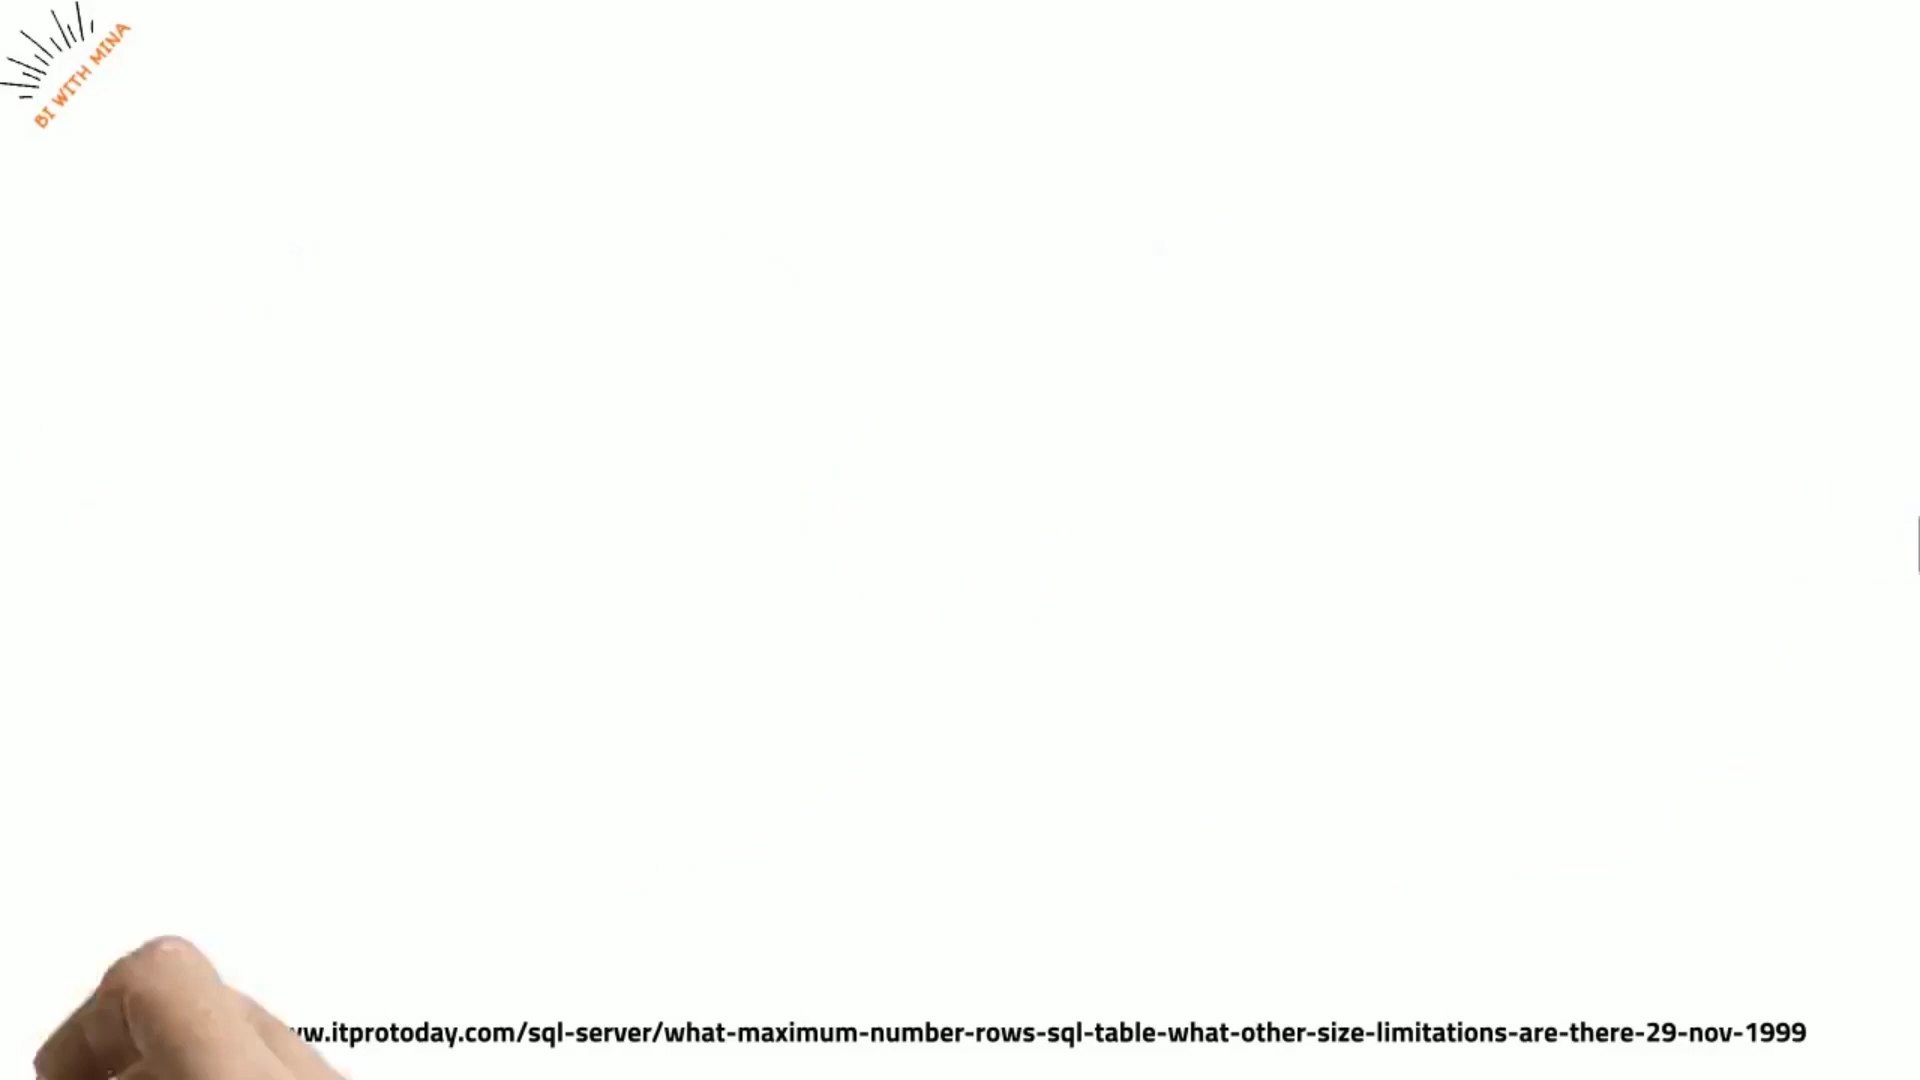 BI WITH MINA
w.itprotoday.com/sql-server/what-maximum-number-rows-sql-table-what-other-size-limitations-are-there-29-nov-1999